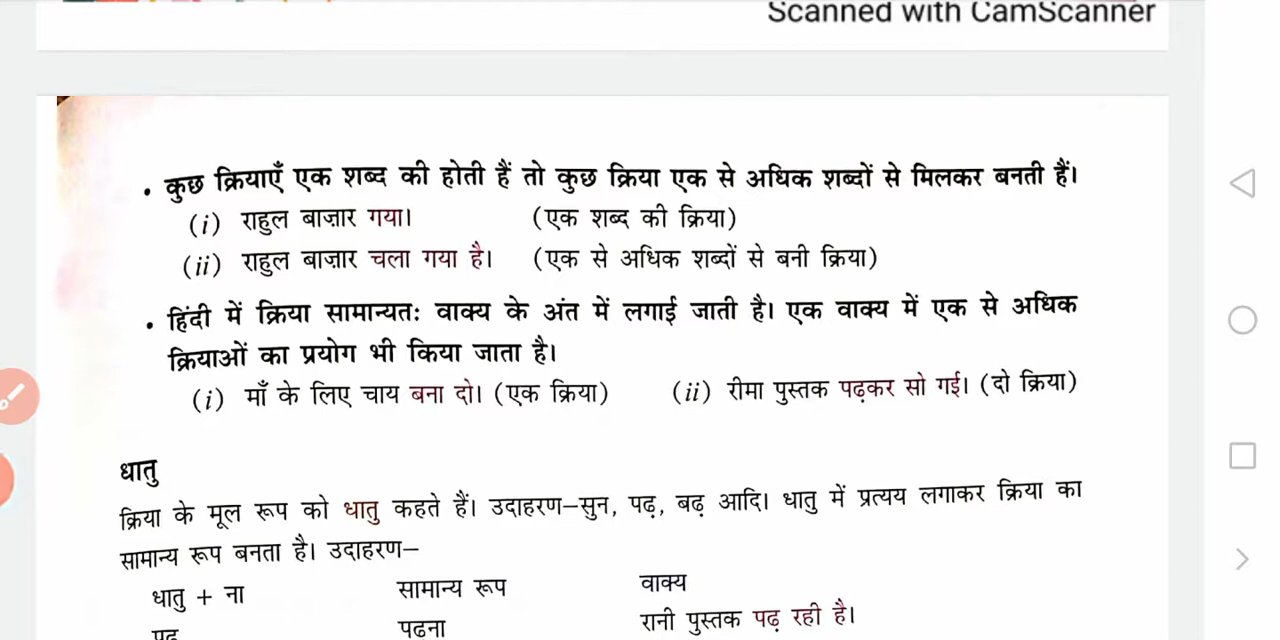 Scanned with CamScanner
• कुछ क्रियाएँ एक शब्द की होती हैं तो कुछ क्रिया एक से अधिक शब्दों से मिलकर बनती हैं।
(i) राहुल बाज़ार गया। (एक शब्द की क्रिया)
(ii) राहुल बाज़ार चला गया है। (एक से अधिक शब्दों से बनी क्रिया)
• हिंदी में क्रिया सामान्यतः वाक्य के अंत में लगाई जाती है। एक वाक्य में एक से अधिक
क्रियाओं का प्रयोग भी किया जाता है।
(i) माँ के लिए चाय बना दो। (एक क्रिया) (ii) रीमा पुस्तक पढ़कर सो गई। (दो क्रिया)
धातु
क्रिया के मूल रूप को धातु कहते हैं। उदाहरण–सुन, पढ़, बढ़ आदि। धातु में प्रत्यय लगाकर क्रिया का
सामान्य रूप बनता है। उदाहरण–
धातु + ना सामान्य रूप वाक्य
पढ़ पढ़ना रानी पुस्तक पढ़ रही है।